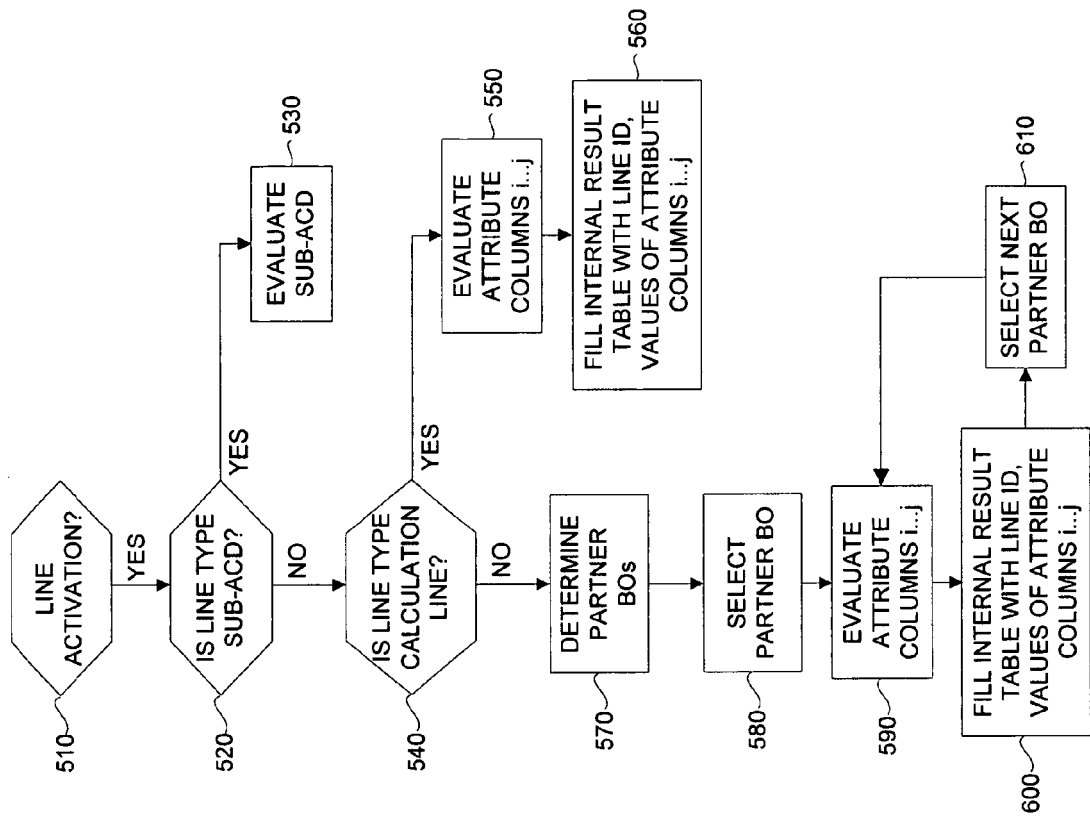 LINE
ACTIVATION?
510
YES
IS LINE TYPE
SUB-ACD?
520
YES
EVALUATE
SUB-ACD
530
NO
IS LINE TYPE
CALCULATION
LINE?
540
YES
EVALUATE
ATTRIBUTE
COLUMNS i...j
550
FILL INTERNAL RESULT
TABLE WITH LINE ID,
VALUES OF ATTRIBUTE
COLUMNS i...j
560
NO
DETERMINE
PARTNER
BOs
570
SELECT
PARTNER BO
580
EVALUATE
ATTRIBUTE
COLUMNS i...j
590
FILL INTERNAL RESULT
TABLE WITH LINE ID,
VALUES OF ATTRIBUTE
COLUMNS i...j
600
SELECT NEXT
PARTNER BO
610